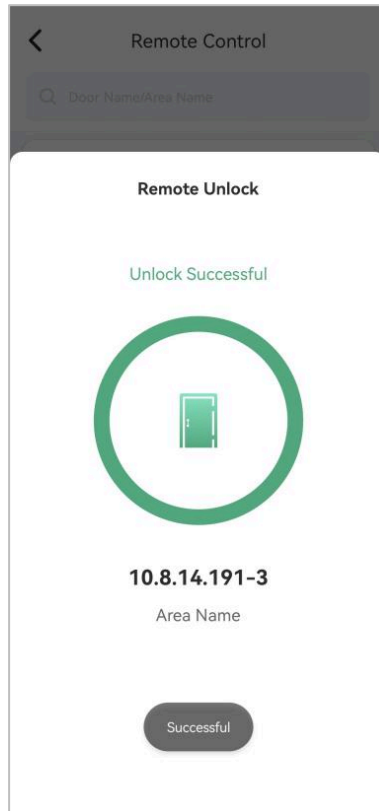 Remote Control
Door Name/Area Name
Remote Unlock
Unlock Successful
10.8.14.191-3
Area Name
Successful